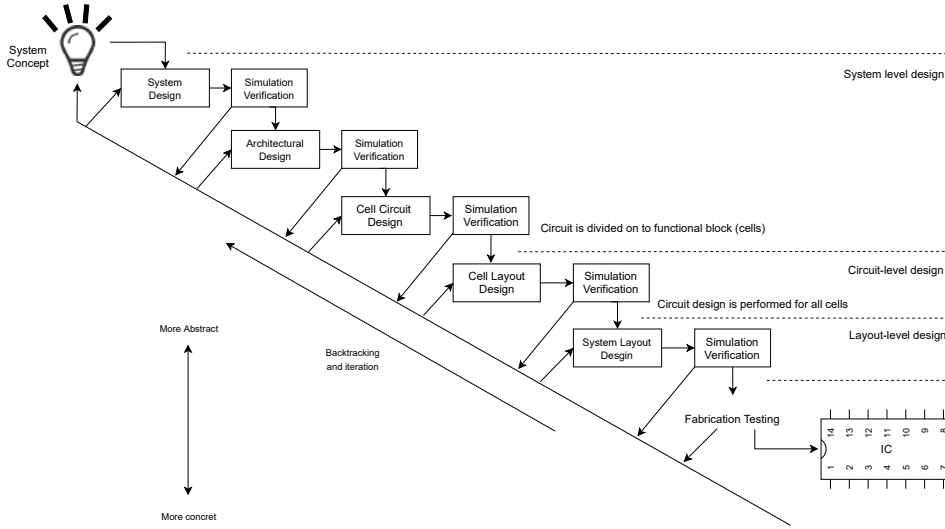 System
Concept
System level design
System
Design
Simulation
Verification
Architectural
Design
Simulation
Verification
Cell Circuit
Design
Simulation
Verification
Circuit is divided on to functional block (cells)
Circuit-level design
Cell Layout
Design
Simulation
Verification
Circuit design is performed for all cells
Layout-level design
System Layout
Desgin
Simulation
Verification
More Abstract
Backtracking
and iteration
Fabrication Testing
14 13 12 11 10 9 8
IC
1 2 3 4 5 6 7
More concret